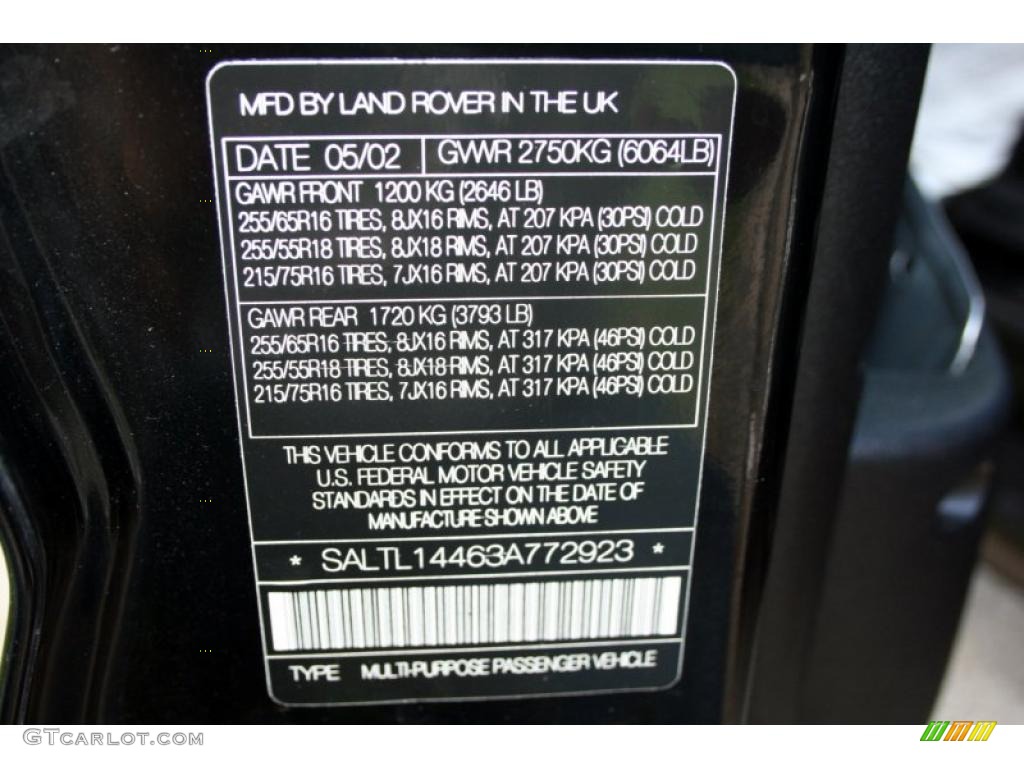 MFD BY LAND ROVER IN THE UK
DATE 05/02 GVWR 2750KG (6064LB)
GAWR FRONT 1200 KG (2646 LB)
255/65R16 TIRES, 8JX16 RIMS, AT 207 KPA (30PSI) COLD
255/55R18 TIRES, 8JX18 RIMS, AT 207 KPA (30PSI) COLD
215/75R16 TIRES, 7JX16 RIMS, AT 207 KPA (30PSI) COLD
GAWR REAR 1720 KG (3793 LB)
255/65R16 TIRES, 8JX16 RIMS, AT 317 KPA (46PSI) COLD
255/55R18 TIRES, 8JX18 RIMS, AT 317 KPA (46PSI) COLD
215/75R16 TIRES, 7JX16 RIMS, AT 317 KPA (46PSI) COLD
THIS VEHICLE CONFORMS TO ALL APPLICABLE
U.S. FEDERAL MOTOR VEHICLE SAFETY
STANDARDS IN EFFECT ON THE DATE OF
MANUFACTURE SHOWN ABOVE
* SALTL14463A772923 *
TYPE MULTI-PURPOSE PASSENGER VEHICLE
GTCARLOT.COM